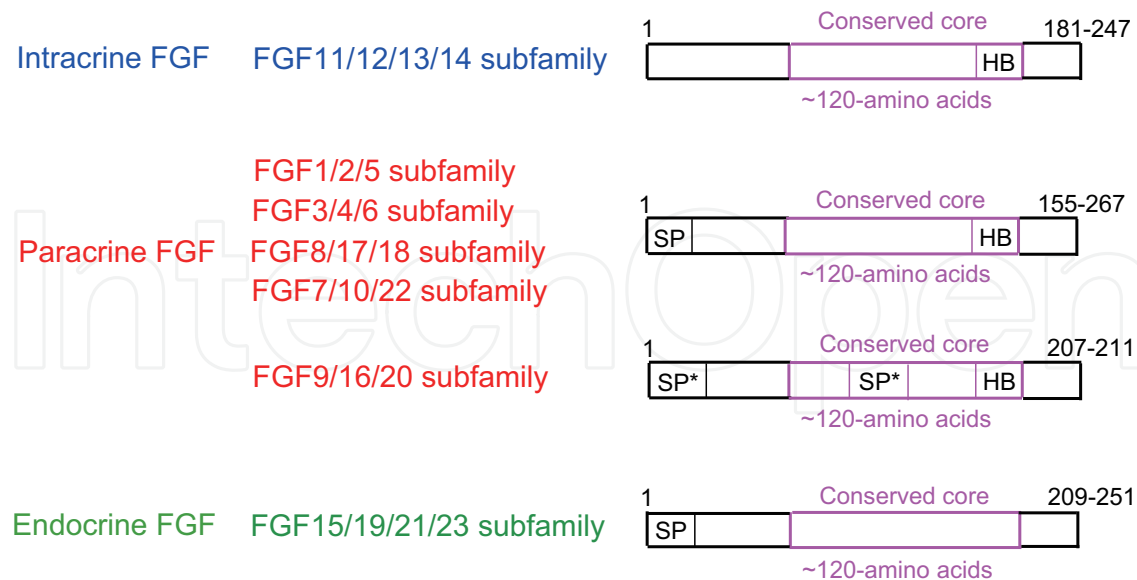 Conserved core
1 181-247
Intracrine FGF FGF11/12/13/14 subfamily HB
~120-amino acids
FGF1/2/5 subfamily
FGF3/4/6 subfamily
Conserved core
1 155-267
Paracrine FGF FGF8/17/18 subfamily SP HB
~120-amino acids
FGF7/10/22 subfamily
IntechOpen
Conserved core
1 207-211
FGF9/16/20 subfamily SP* SP* HB
~120-amino acids
1 Conserved core 209-251
Endocrine FGF FGF15/19/21/23 subfamily SP
~120-amino acids